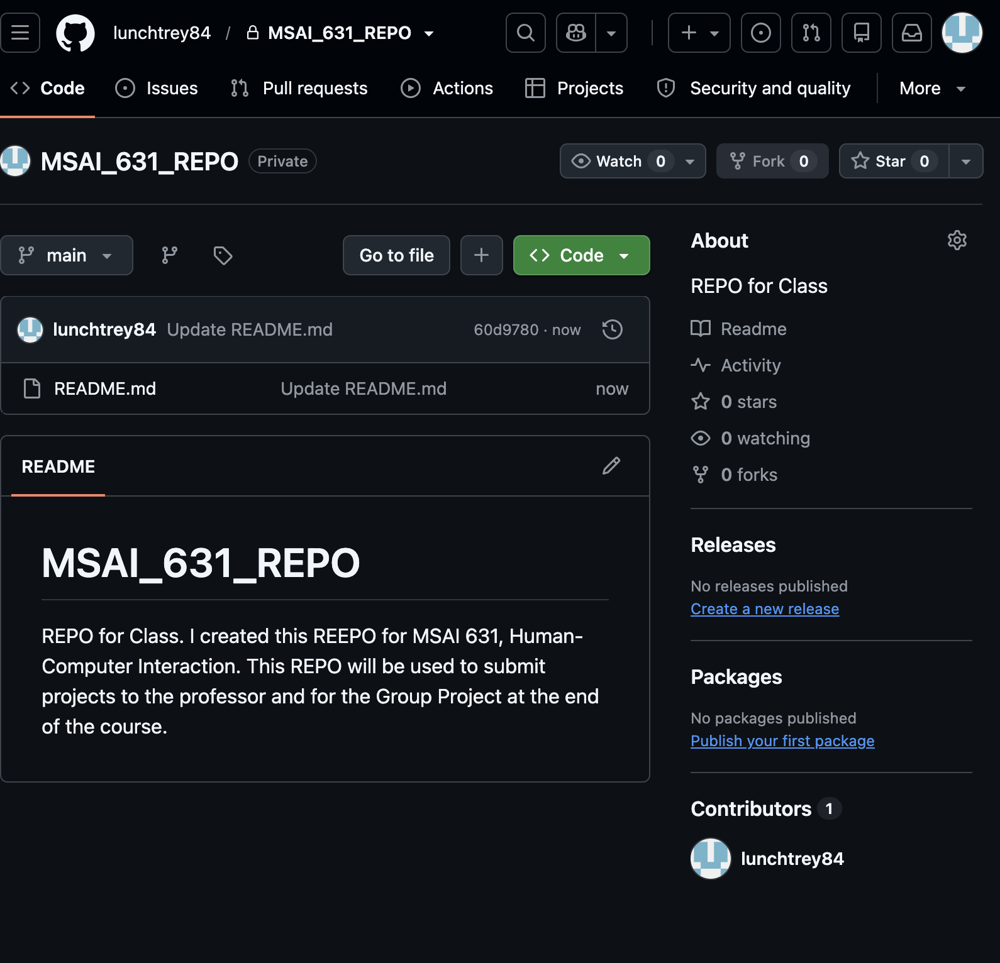 lunchtrey84 / MSAI_631_REPO
Code Issues Pull requests Actions Projects Security and quality More
MSAI_631_REPO Private Watch 0 Fork 0 Star 0
main Go to file Code
lunchtrey84 Update README.md 60d9780 · now
README.md Update README.md now
README
MSAI_631_REPO
REPO for Class. I created this REEPO for MSAI 631, Human-
Computer Interaction. This REPO will be used to submit
projects to the professor and for the Group Project at the end
of the course.
About
REPO for Class
Readme
Activity
0 stars
0 watching
0 forks
Releases
No releases published
Create a new release
Packages
No packages published
Publish your first package
Contributors 1
lunchtrey84